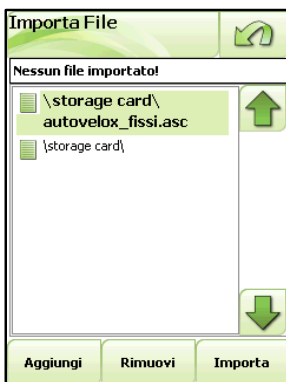 Importa File
Nessun file importato!
\storage card\
autovelox_fissi.asc
\storage card\
Aggiungi
Rimuovi
Importa